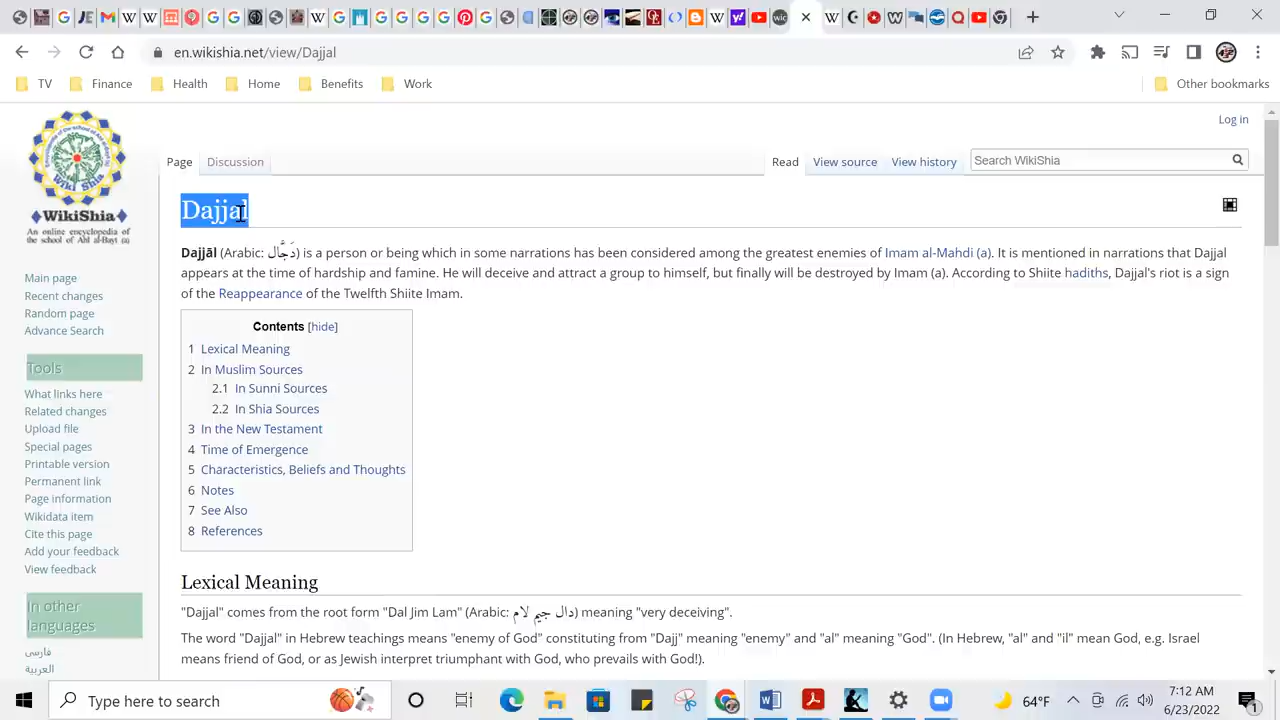 en.wikishia.net/view/Dajjal
TV Finance Health Home Benefits Work Other bookmarks
Log in
Page Discussion Read View source View history Search WikiShia
WikiShia
An online encyclopedia of
the school of Ahl al-Bayt (a)
Dajjal
Dajjāl (Arabic: دَجَّال) is a person or being which in some narrations has been considered among the greatest enemies of Imam al-Mahdi (a). It is mentioned in narrations that Dajjal
appears at the time of hardship and famine. He will deceive and attract a group to himself, but finally will be destroyed by Imam (a). According to Shiite hadiths, Dajjal's riot is a sign
of the Reappearance of the Twelfth Shiite Imam.
Main page
Recent changes
Random page
Advance Search
Tools
What links here
Related changes
Upload file
Special pages
Printable version
Permanent link
Page information
Wikidata item
Cite this page
Add your feedback
View feedback
In other
languages
فارسی
العربية
Contents [hide]
1 Lexical Meaning
2 In Muslim Sources
2.1 In Sunni Sources
2.2 In Shia Sources
3 In the New Testament
4 Time of Emergence
5 Characteristics, Beliefs and Thoughts
6 Notes
7 See Also
8 References
Lexical Meaning
"Dajjal" comes from the root form "Dal Jim Lam" (Arabic: دال جیم لام) meaning "very deceiving".
The word "Dajjal" in Hebrew teachings means "enemy of God" constituting from "Dajj" meaning "enemy" and "al" meaning "God". (In Hebrew, "al" and "il" mean God, e.g. Israel
means friend of God, or as Jewish interpret triumphant with God, who prevails with God!).
Type here to search
64°F
7:12 AM
6/23/2022